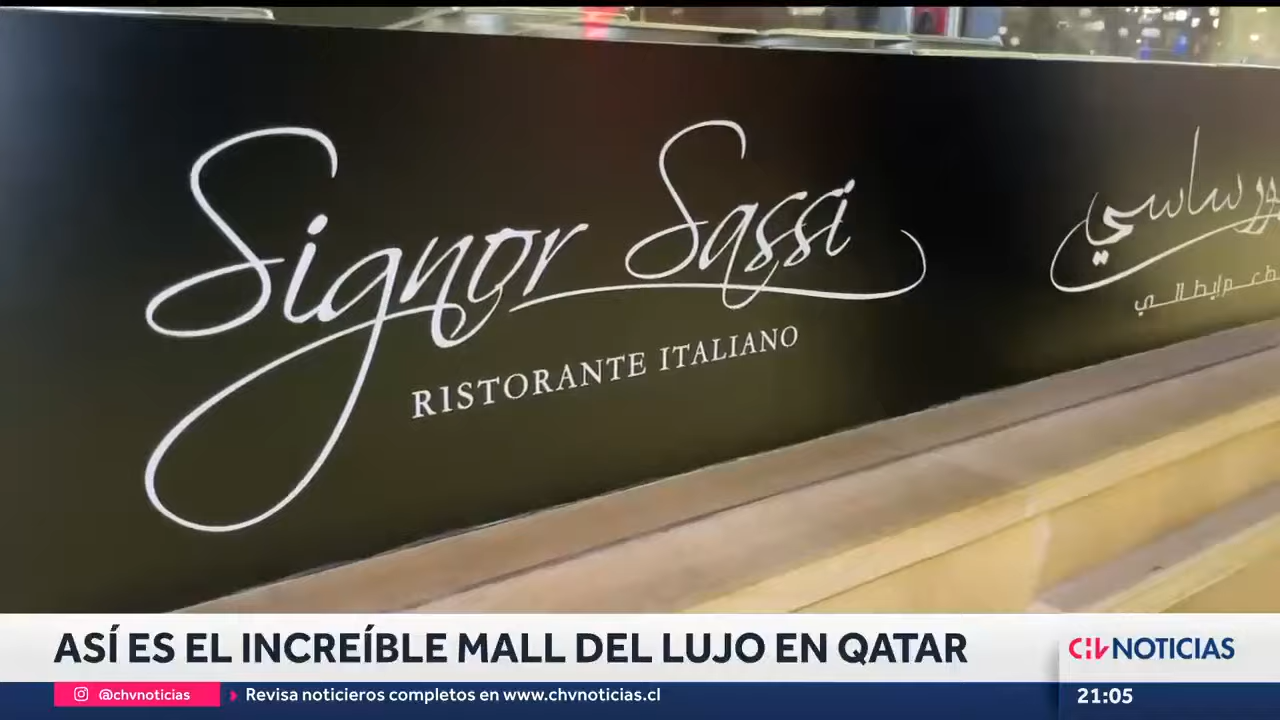 Signor Sassi
RISTORANTE ITALIANO
ساسي
ASÍ ES EL INCREÍBLE MALL DEL LUJO EN QATAR
CHV NOTICIAS
@chvnoticias
Revisa noticieros completos en www.chvnoticias.cl
21:05